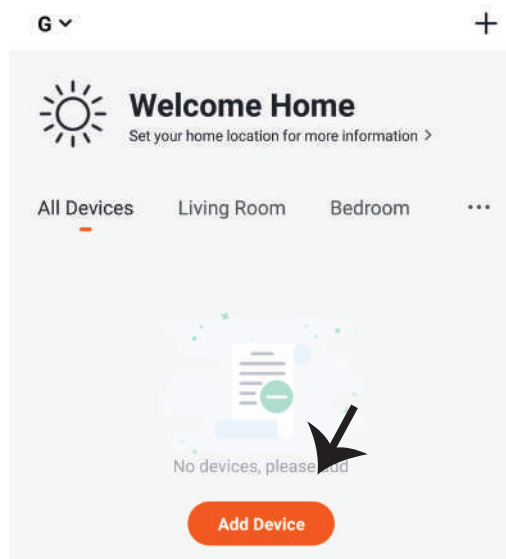 G
Welcome Home
Set your home location for more information >
All Devices Living Room Bedroom ...
No devices, please add
Add Device